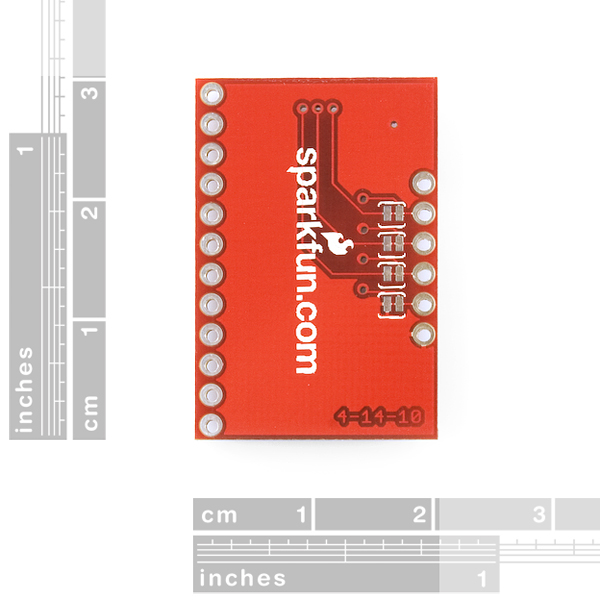 1
3
2
1
inches
cm
sparkfun.com
4-14-10
cm 1 2 3
inches 1